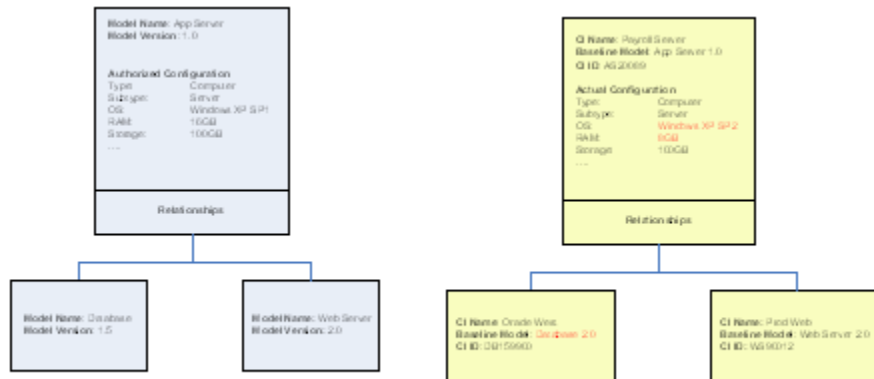 Model Name: App Server
Model Version: 1.0
Authorized Configuration
Type: Computer
Subtype: Server
OS: Windows XP SP1
RAM: 16GB
Storage: 100GB
....
Relationships
Model Name: Database
Model Version: 1.5
Model Name: Web Server
Model Version: 2.0
CI Name: Payroll Server
Baseline Model: App Server 1.0
CI ID:
Actual Configuration
Type: Computer
Subtype: Server
OS: Windows XP SP2
RAM: 8GB
Storage: 100GB
....
Relationships
CI Name: Oracle
Baseline Model: Database 2.0
CI ID:
CI Name: Prod Web
Baseline Model: Web Server 2.0
CI ID: